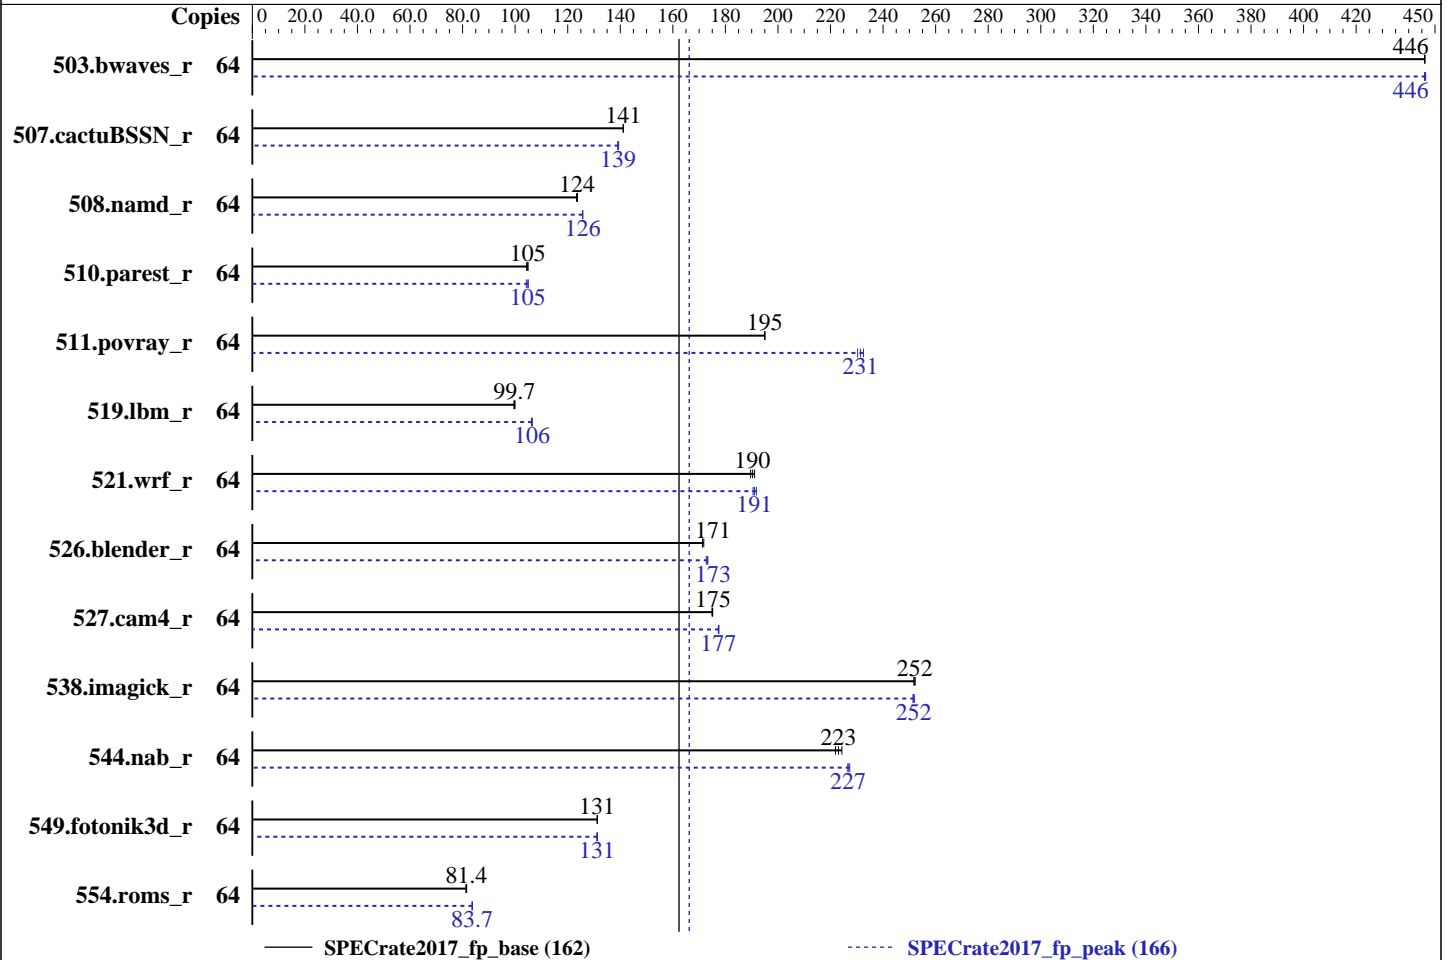 Copies 0 20.0 40.0 60.0 80.0 100 120 140 160 180 200 220 240 260 280 300 320 340 360 380 400 420 450
503.bwaves_r 64 446
446
507.cactuBSSN_r 64 141
139
508.namd_r 64 124
126
510.parest_r 64 105
105
511.povray_r 64 195
231
519.lbm_r 64 99.7
106
521.wrf_r 64 190
191
526.blender_r 64 171
173
527.cam4_r 64 175
177
538.imagick_r 64 252
252
544.nab_r 64 223
227
549.fotonik3d_r 64 131
131
554.roms_r 64 81.4
83.7
SPECrate2017_fp_base (162) SPECrate2017_fp_peak (166)